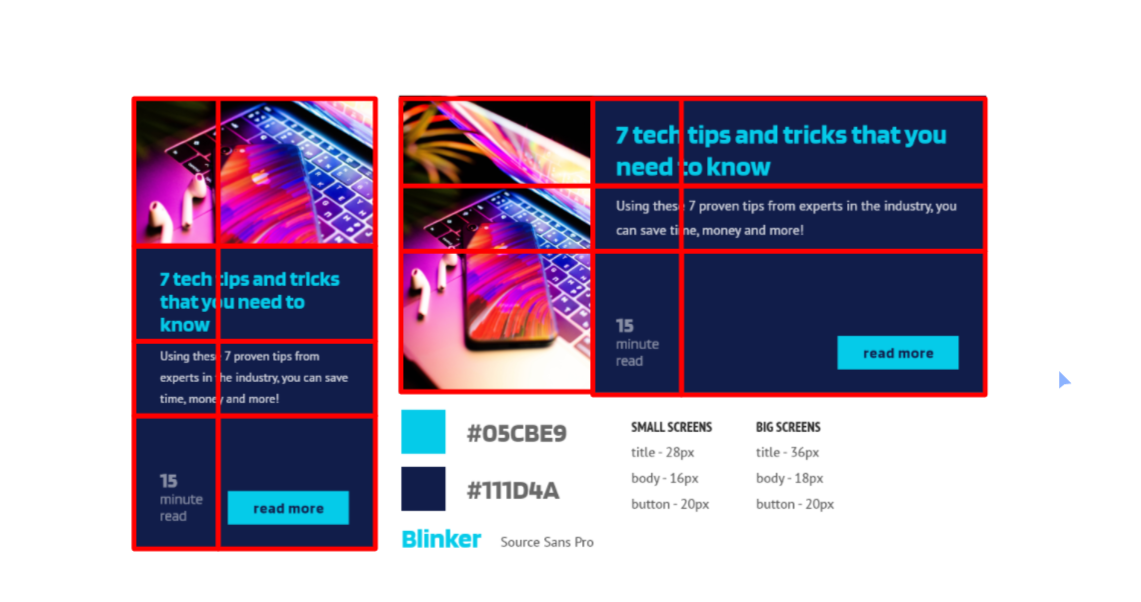 7 tech tips and tricks
that you need to
know
Using these 7 proven tips from
experts in the industry, you can save
time, money and more!
15
minute
read
read more
7 tech tips and tricks that you
need to know
Using these 7 proven tips from experts in the industry, you
can save time, money and more!
15
minute
read
read more
#05CBE9
#111D4A
Blinker Source Sans Pro
SMALL SCREENS
title - 28px
body - 16px
button - 20px
BIG SCREENS
title - 36px
body - 18px
button - 20px